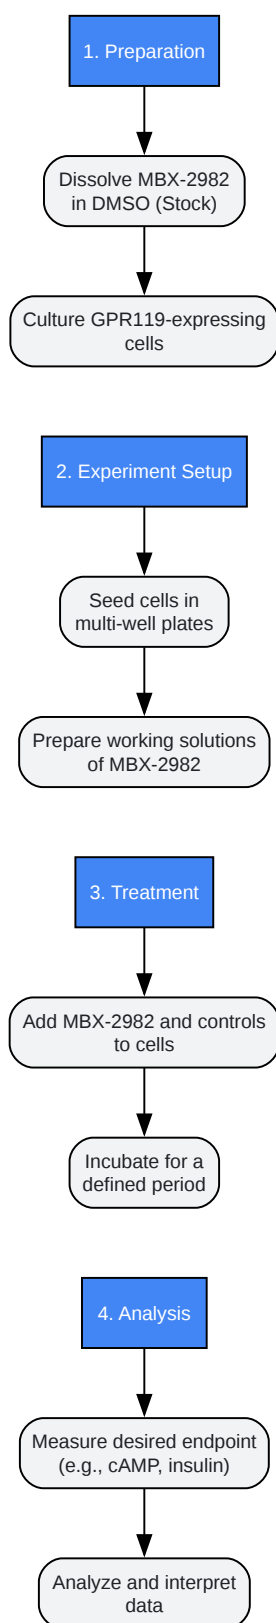 1. Preparation
Dissolve MBX-2982
in DMSO (Stock)
Culture GPR119-expressing
cells
2. Experiment Setup
Seed cells in
multi-well plates
Prepare working solutions
of MBX-2982
3. Treatment
Add MBX-2982 and controls
to cells
Incubate for a
defined period
4. Analysis
Measure desired endpoint
(e.g., cAMP, insulin)
Analyze and interpret
data